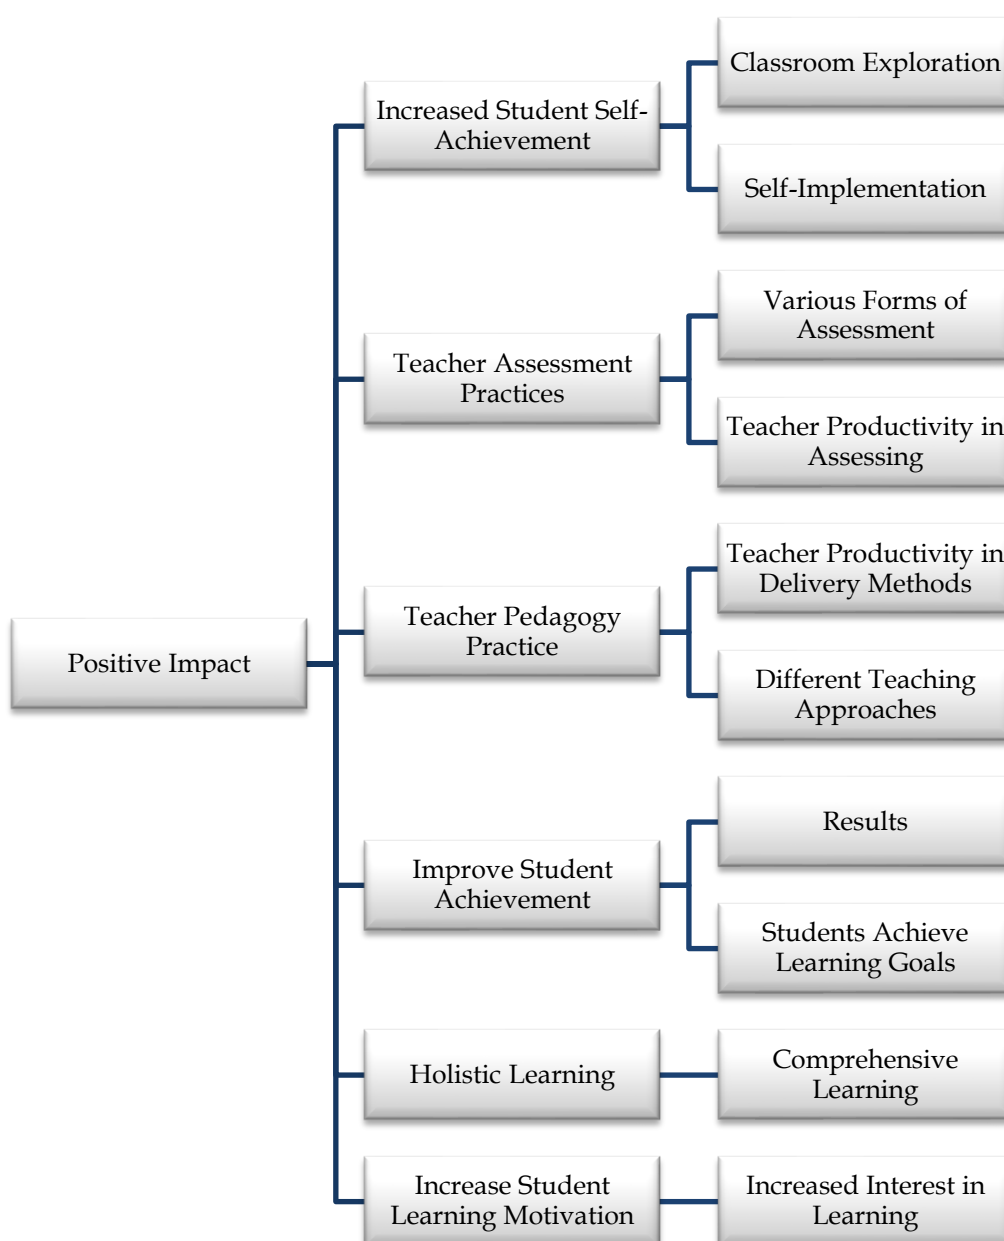 Positive Impact
Increased Student Self-
Achievement
Classroom Exploration
Self-Implementation
Teacher Assessment
Practices
Various Forms of
Assessment
Teacher Productivity in
Assessing
Teacher Pedagogy
Practice
Teacher Productivity in
Delivery Methods
Different Teaching
Approaches
Improve Student
Achievement
Results
Students Achieve
Learning Goals
Holistic Learning
Comprehensive
Learning
Increase Student
Learning Motivation
Increased Interest in
Learning